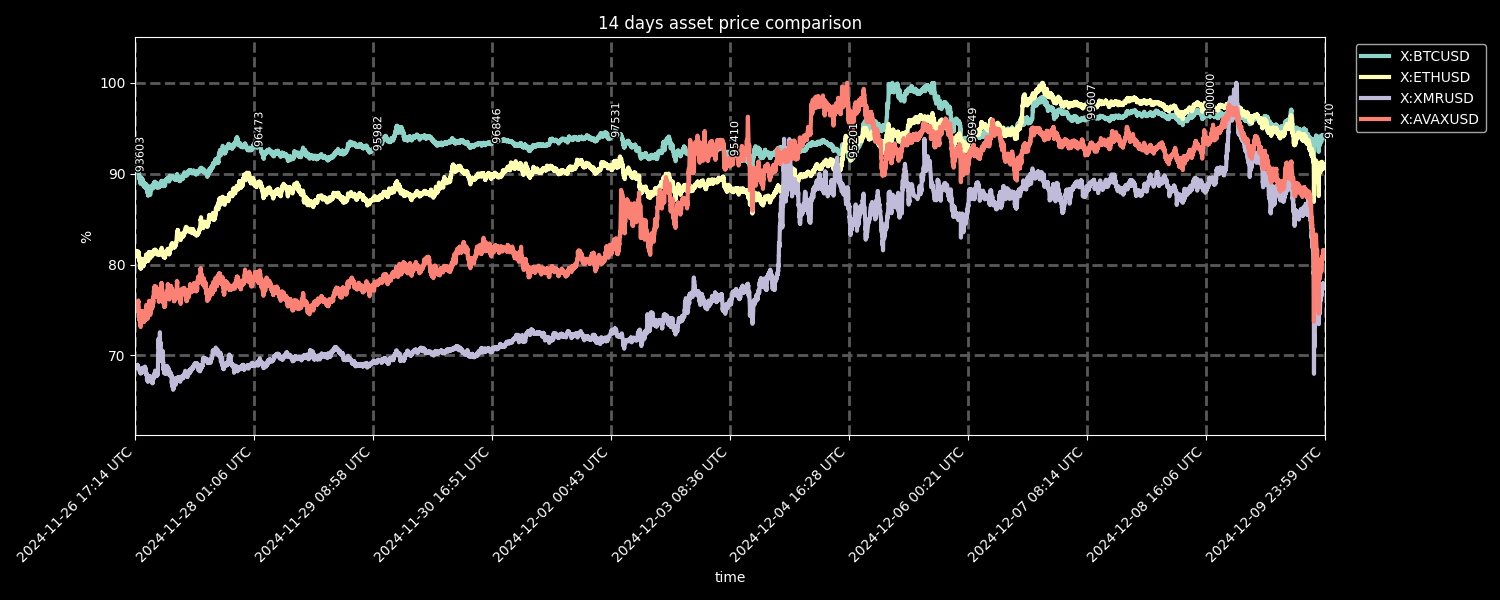 14 days asset price comparison
X:BTCUSD
X:ETHUSD
X:XMRUSD
X:AVAXUSD
%
100
90
80
70
93603
96473
95982
96846
97531
95410
95201
96949
99607
100000
97410
2024-11-26 17:14 UTC
2024-11-28 01:06 UTC
2024-11-29 08:58 UTC
2024-11-30 16:51 UTC
2024-12-02 00:43 UTC
2024-12-03 08:36 UTC
2024-12-04 16:28 UTC
2024-12-06 00:21 UTC
2024-12-07 08:14 UTC
2024-12-08 16:06 UTC
2024-12-09 23:59 UTC
time